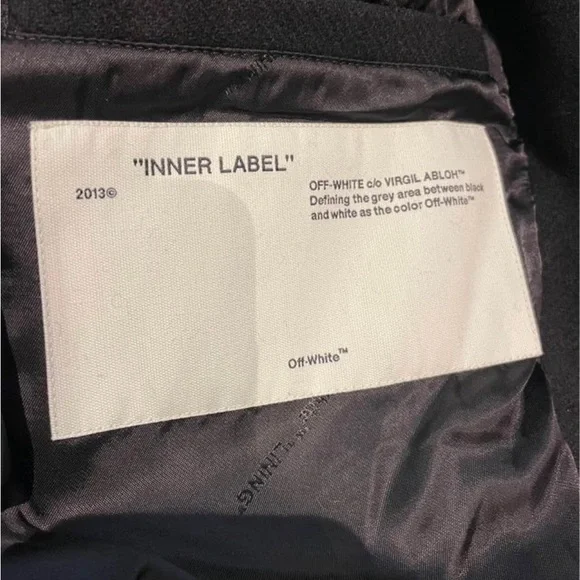 "INNER LABEL"
2013©
OFF-WHITE c/o VIRGIL ABLOH™
Defining the grey area between black
and white as the color Off-White™
Off-White™
LINING